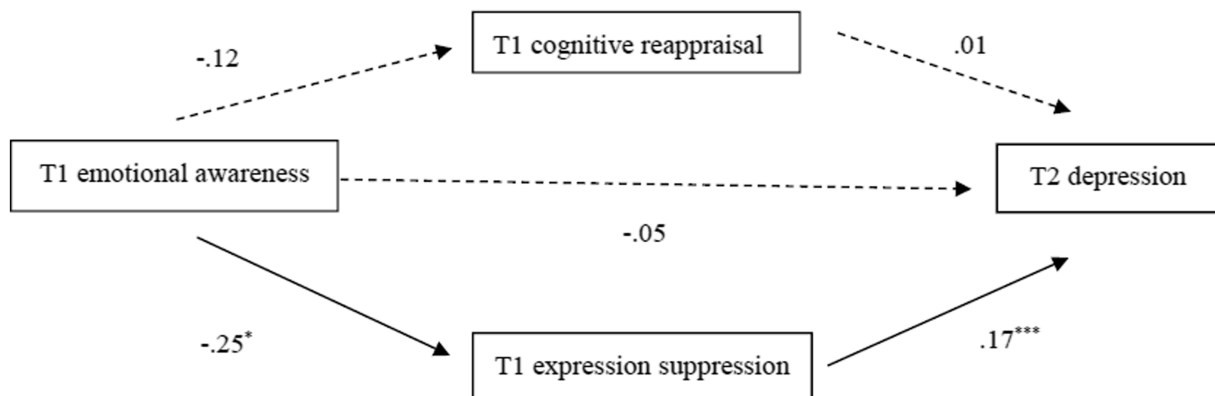 T1 cognitive reappraisal
-.12
.01
T1 emotional awareness
T2 depression
-.05
-.25*
.17***
T1 expression suppression